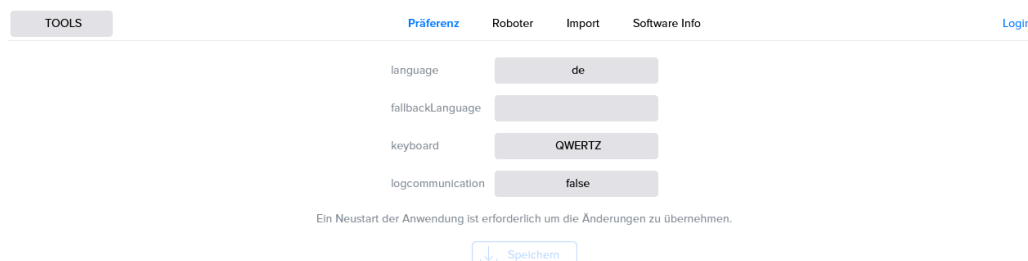 TOOLS Präferenz Roboter Import Software Info Login
language de
fallbackLanguage
keyboard QWERTZ
logcommunication false
Ein Neustart der Anwendung ist erforderlich um die Änderungen zu übernehmen.
Speichern